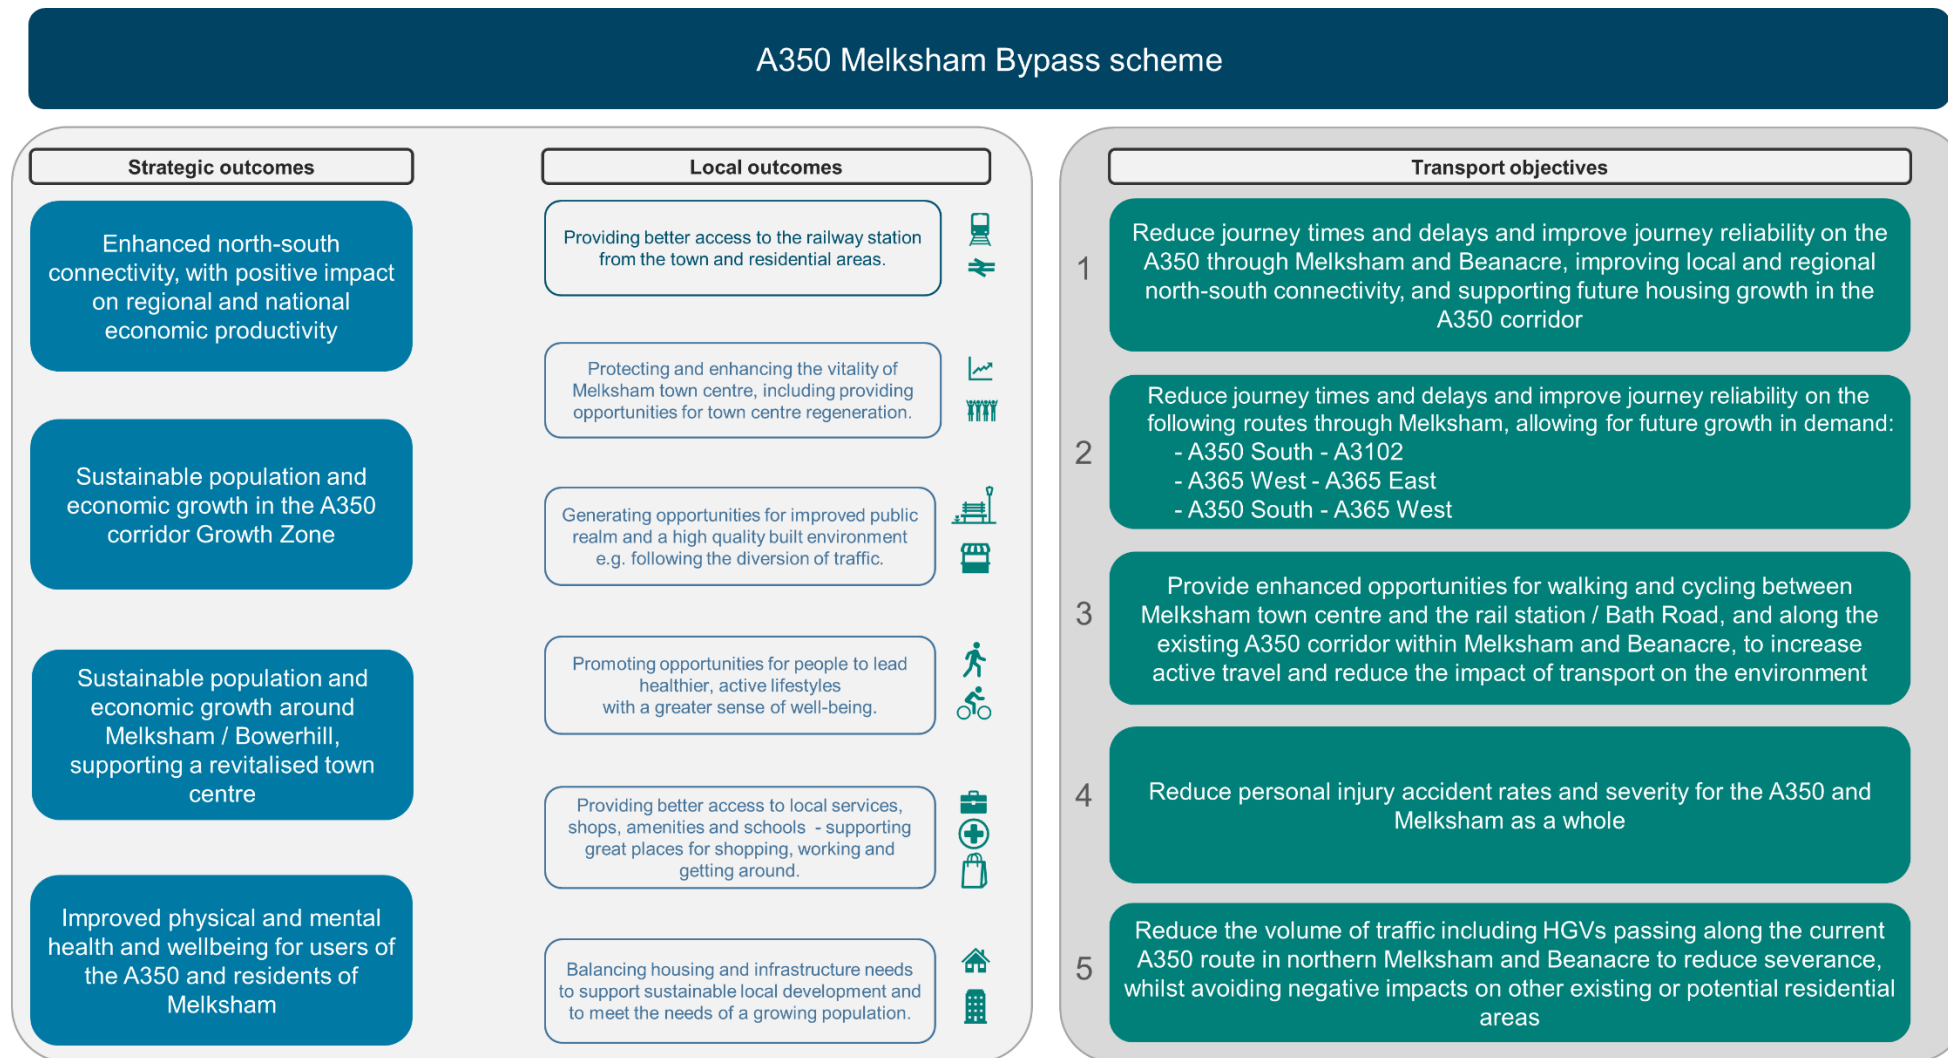 A350 Melksham Bypass scheme
Strategic outcomes
Enhanced north-south
connectivity, with positive impact
on regional and national
economic productivity
Sustainable population and
economic growth in the A350
corridor Growth Zone
Sustainable population and
economic growth around
Melksham / Bowerhill,
supporting a revitalised town
centre
Improved physical and mental
health and wellbeing for users of
the A350 and residents of
Melksham
Local outcomes
Providing better access to the railway station
from the town and residential areas.
Protecting and enhancing the vitality of
Melksham town centre, including providing
opportunities for town centre regeneration.
Generating opportunities for improved public
realm and a high quality built environment
e.g. following the diversion of traffic.
Promoting opportunities for people to lead
healthier, active lifestyles
with a greater sense of well-being.
Providing better access to local services,
shops, amenities and schools - supporting
great places for shopping, working and
getting around.
Balancing housing and infrastructure needs
to support sustainable local development and
to meet the needs of a growing population.
Transport objectives
1
Reduce journey times and delays and improve journey reliability on the
A350 through Melksham and Beanacre, improving local and regional
north-south connectivity, and supporting future housing growth in the
A350 corridor
2
Reduce journey times and delays and improve journey reliability on the
following routes through Melksham, allowing for future growth in demand:
- A350 South - A3102
- A365 West - A365 East
- A350 South - A365 West
3
Provide enhanced opportunities for walking and cycling between
Melksham town centre and the rail station / Bath Road, and along the
existing A350 corridor within Melksham and Beanacre, to increase
active travel and reduce the impact of transport on the environment
4
Reduce personal injury accident rates and severity for the A350 and
Melksham as a whole
5
Reduce the volume of traffic including HGVs passing along the current
A350 route in northern Melksham and Beanacre to reduce severance,
whilst avoiding negative impacts on other existing or potential residential
areas